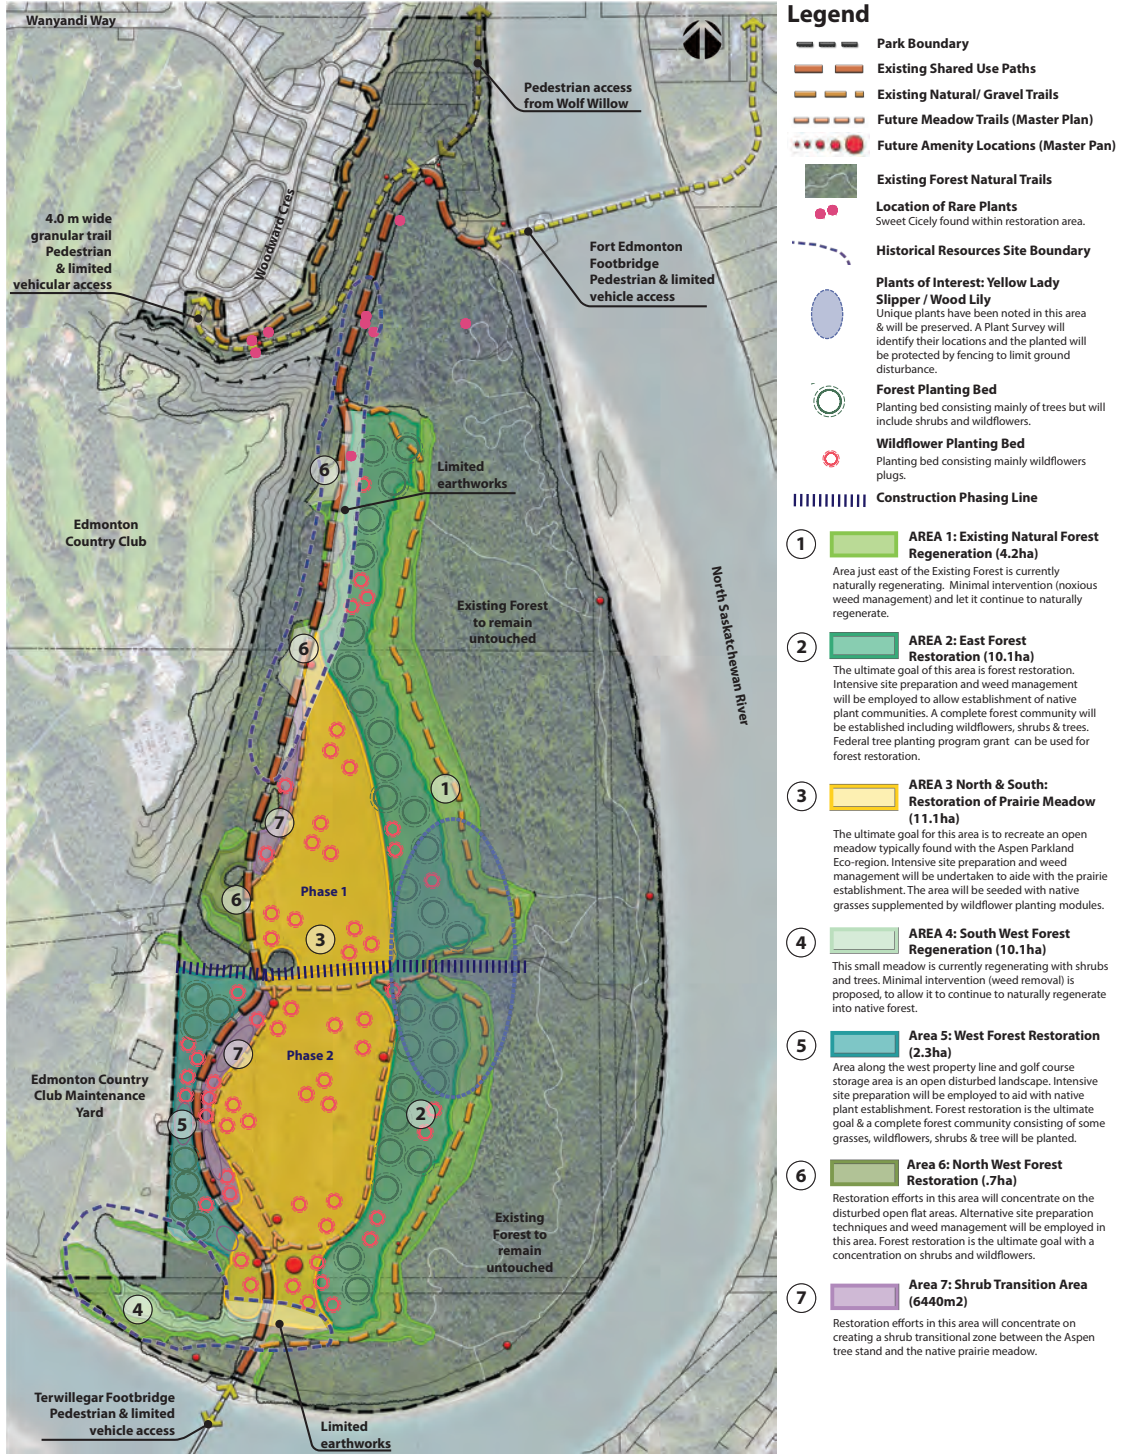 Wanyandi Way
Pedestrian access
from Wolf Willow
Woodward Cres
4.0 m wide
granular trail
Pedestrian
& limited
vehicular access
Fort Edmonton
Footbridge
Pedestrian & limited
vehicle access
6
Limited
earthworks
Edmonton
Country Club
North Saskatchewan River
Existing Forest
to remain
untouched
6
1
7
Phase 1
6
3
7
Phase 2
Edmonton Country
Club Maintenance
Yard
5
2
Existing
Forest to
remain
untouched
4
Terwillegar Footbridge
Pedestrian & limited
vehicle access
Limited
earthworks
Legend
Park Boundary
Existing Shared Use Paths
Existing Natural/ Gravel Trails
Future Meadow Trails (Master Plan)
Future Amenity Locations (Master Pan)
Existing Forest Natural Trails
Location of Rare Plants
Sweet Cicely found within restoration area.
Historical Resources Site Boundary
Plants of Interest: Yellow Lady
Slipper / Wood Lily
Unique plants have been noted in this area
& will be preserved. A Plant Survey will
identify their locations and the planted will
be protected by fencing to limit ground
disturbance.
Forest Planting Bed
Planting bed consisting mainly of trees but will
include shrubs and wildflowers.
Wildflower Planting Bed
Planting bed consisting mainly wildflowers
plugs.
Construction Phasing Line
1
AREA 1: Existing Natural Forest
Regeneration (4.2ha)
Area just east of the Existing Forest is currently
naturally regenerating. Minimal intervention (noxious
weed management) and let it continue to naturally
regenerate.
2
AREA 2: East Forest
Restoration (10.1ha)
The ultimate goal of this area is forest restoration.
Intensive site preparation and weed management
will be employed to allow establishment of native
plant communities. A complete forest community will
be established including wildflowers, shrubs & trees.
Federal tree planting program grant can be used for
forest restoration.
3
AREA 3 North & South:
Restoration of Prairie Meadow
(11.1ha)
The ultimate goal for this area is to recreate an open
meadow typically found with the Aspen Parkland
Eco-region. Intensive site preparation and weed
management will be undertaken to aide with the prairie
establishment. The area will be seeded with native
grasses supplemented by wildflower planting modules.
4
AREA 4: South West Forest
Regeneration (10.1ha)
This small meadow is currently regenerating with shrubs
and trees. Minimal intervention (weed removal) is
proposed, to allow it to continue to naturally regenerate
into native forest.
5
Area 5: West Forest Restoration
(2.3ha)
Area along the west property line and golf course
storage area is an open disturbed landscape. Intensive
site preparation will be employed to aid with native
plant establishment. Forest restoration is the ultimate
goal & a complete forest community consisting of some
grasses, wildflowers, shrubs & tree will be planted.
6
Area 6: North West Forest
Restoration (.7ha)
Restoration efforts in this area will concentrate on the
disturbed open flat areas. Alternative site preparation
techniques and weed management will be employed in
this area. Forest restoration is the ultimate goal with a
concentration on shrubs and wildflowers.
7
Area 7: Shrub Transition Area
(6440m2)
Restoration efforts in this area will concentrate on
creating a shrub transitional zone between the Aspen
tree stand and the native prairie meadow.